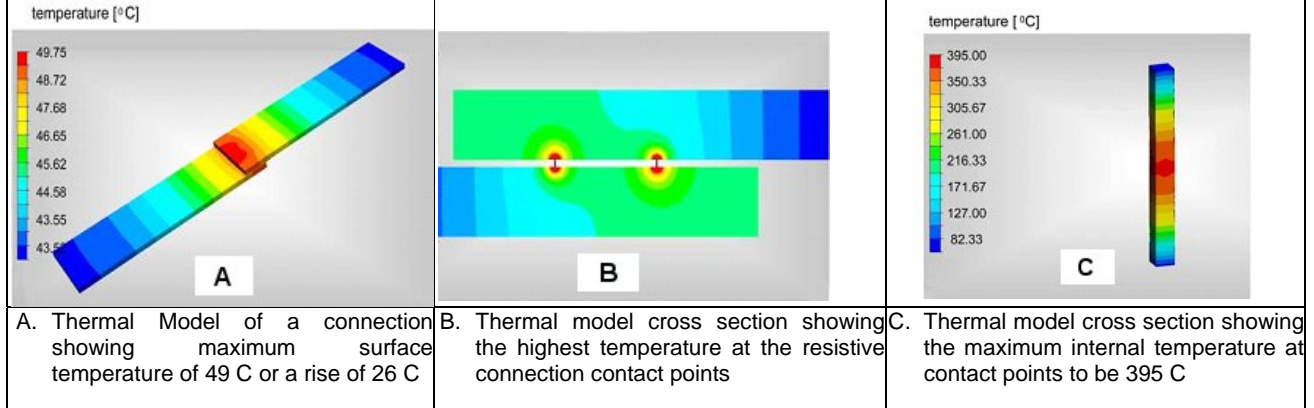 temperature [⁰C]
49.75
48.72
47.68
46.65
45.62
44.58
43.55
A
B
temperature [⁰C]
395.00
350.33
305.67
261.00
216.33
171.67
127.00
82.33
C
A. Thermal Model of a connection
showing maximum surface
temperature of 49 C or a rise of 26 C
B. Thermal model cross section showing
the highest temperature at the resistive
connection contact points
C. Thermal model cross section showing
the maximum internal temperature at
contact points to be 395 C